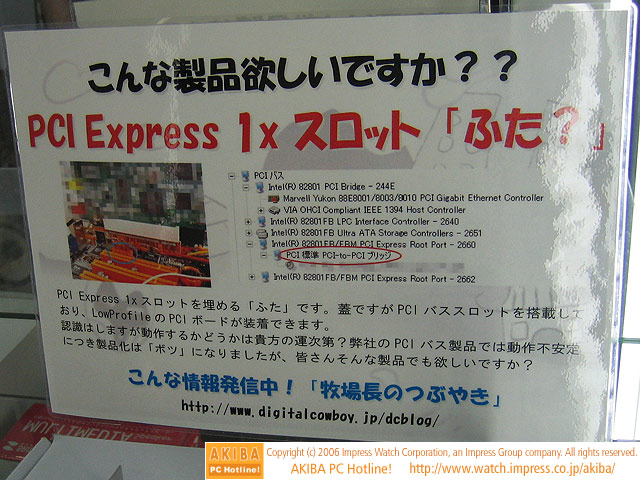 こんな製品欲しいですか？？
PCI Express 1x スロット「ふた？」
PCI バス
Intel(R) 82801 PCI Bridge - 244E
Marvell Yukon 88E8001/8003/8010 PCI Gigabit Ethernet Controller
VIA OHCI Compliant IEEE 1394 Host Controller
Intel(R) 82801FB LPC Interface Controller - 2640
Intel(R) 82801FB Ultra ATA Storage Controllers - 2651
Intel(R) 82801FB/FBM PCI Express Root Port - 2660
PCI 標準 PCI-to-PCI ブリッジ
Intel(R) 82801FB/FBM PCI Express Root Port - 2662
PCI Express 1xスロットを埋める「ふた」です。蓋ですがPCI バススロットを搭載して
おり、LowProfileのPCI ボードが装着できます。
認識はしますが動作するかどうかは貴方の運次第？弊社のPCI バス製品では動作不安定
につき製品化は「ボツ」になりましたが、皆さんそんな製品でも欲しいですか？
こんな情報発信中！「牧場長のつぶやき」
http://www.digitalcowboy.jp/dcblog/
AKIBA
PC Hotline!
Copyright (c) 2006 Impress Watch Corporation, an Impress Group company. All rights reserved.
AKIBA PC Hotline! http://www.watch.impress.co.jp/akiba/